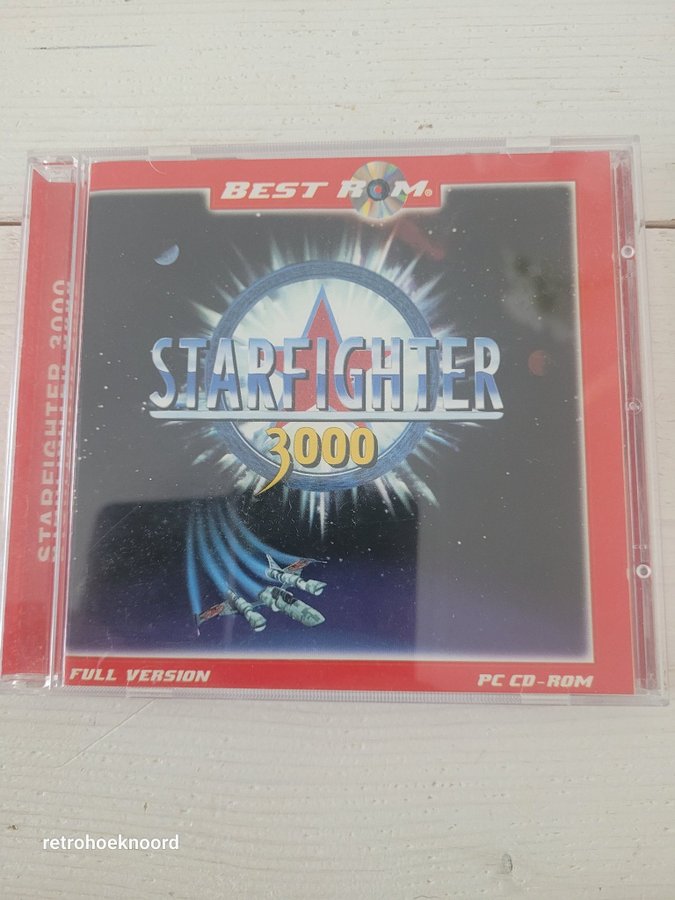 BEST ROM®
STARFIGHTER 3000
STARFIGHTER
3000
FULL VERSION
PC CD-ROM
retrohoeknoord